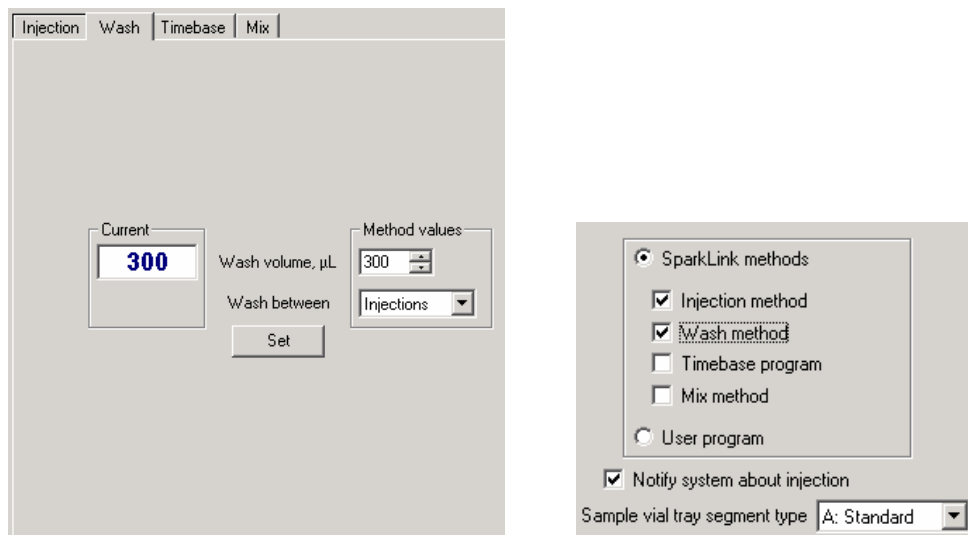 Injection Wash Timebase Mix
Current
Method values
300
Wash volume, µL
300
Wash between
Injections
Set
SparkLink methods
Injection method
Wash method
Timebase program
Mix method
User program
Notify system about injection
Sample vial tray segment type A: Standard